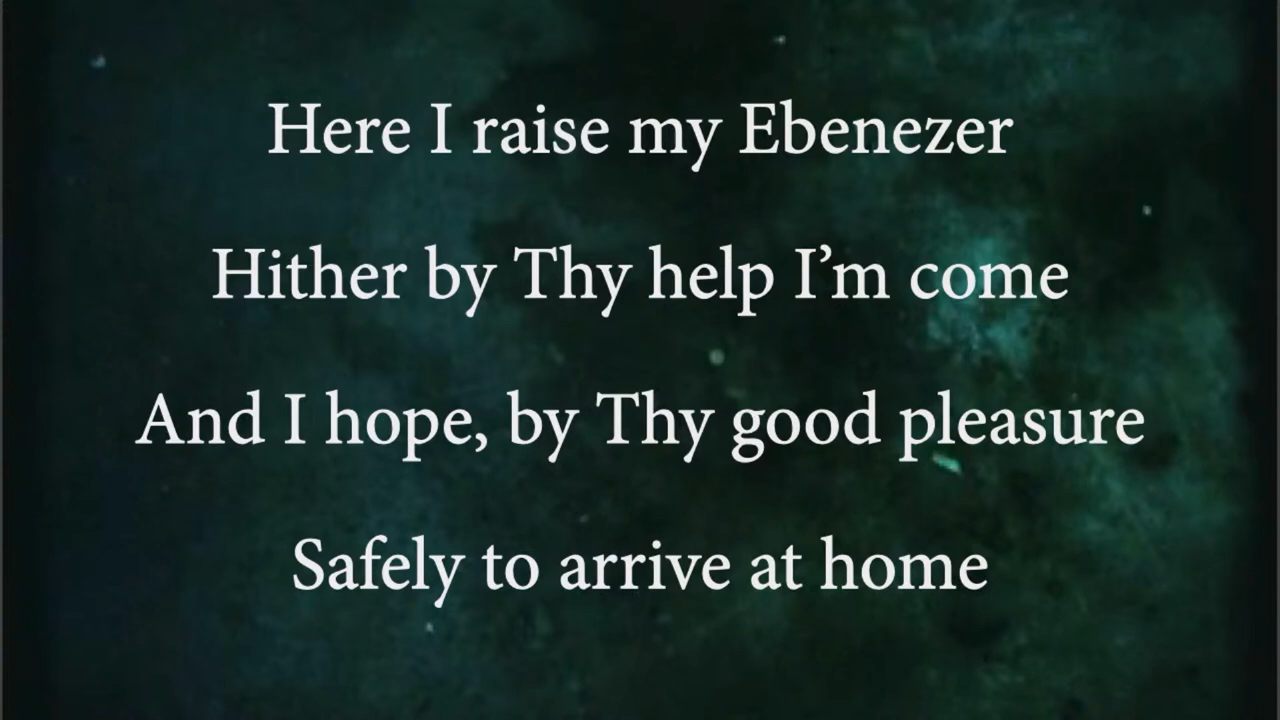 Here I raise my Ebenezer
Hither by Thy help I’m come
And I hope, by Thy good pleasure
Safely to arrive at home